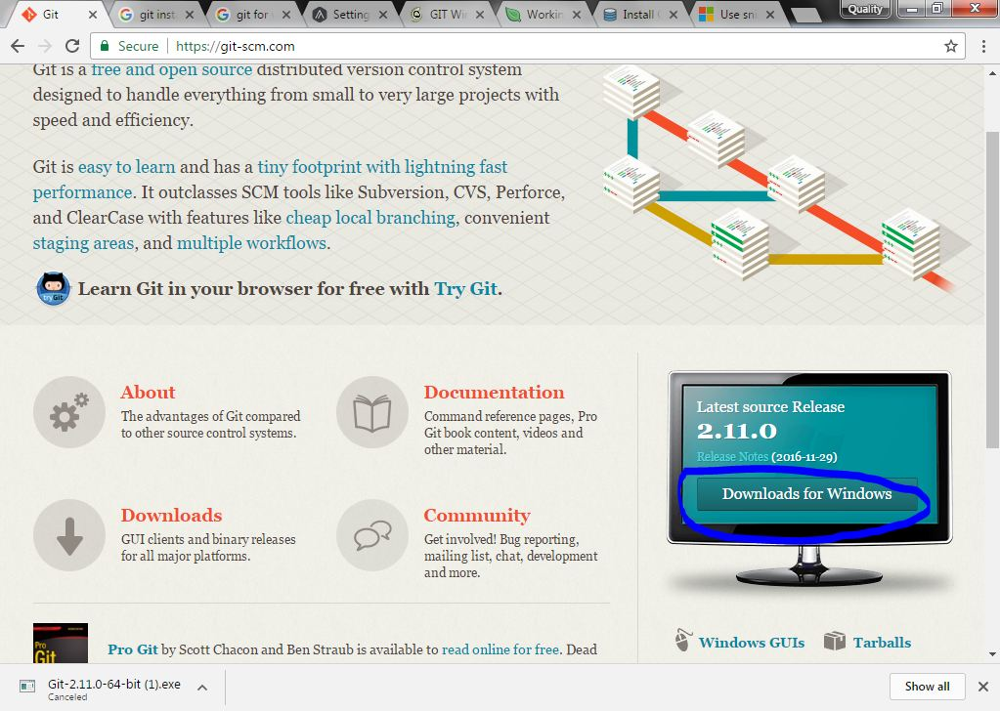 Git
git inst
git for
Setting
GIT Wi
Workin
Install
Use sni
Quality
Secure
https://git-scm.com
Git is a free and open source distributed version control system
designed to handle everything from small to very large projects with
speed and efficiency.
Git is easy to learn and has a tiny footprint with lightning fast
performance. It outclasses SCM tools like Subversion, CVS, Perforce,
and ClearCase with features like cheap local branching, convenient
staging areas, and multiple workflows.
tryGit
Learn Git in your browser for free with Try Git.
About
The advantages of Git compared
to other source control systems.
Documentation
Command reference pages, Pro
Git book content, videos and
other material.
Downloads
GUI clients and binary releases
for all major platforms.
Community
Get involved! Bug reporting,
mailing list, chat, development
and more.
Latest source Release
2.11.0
Release Notes (2016-11-29)
Downloads for Windows
Windows GUIs
Tarballs
Pro
Git
Pro Git by Scott Chacon and Ben Straub is available to read online for free. Dead
Git-2.11.0-64-bit (1).exe
Canceled
Show all